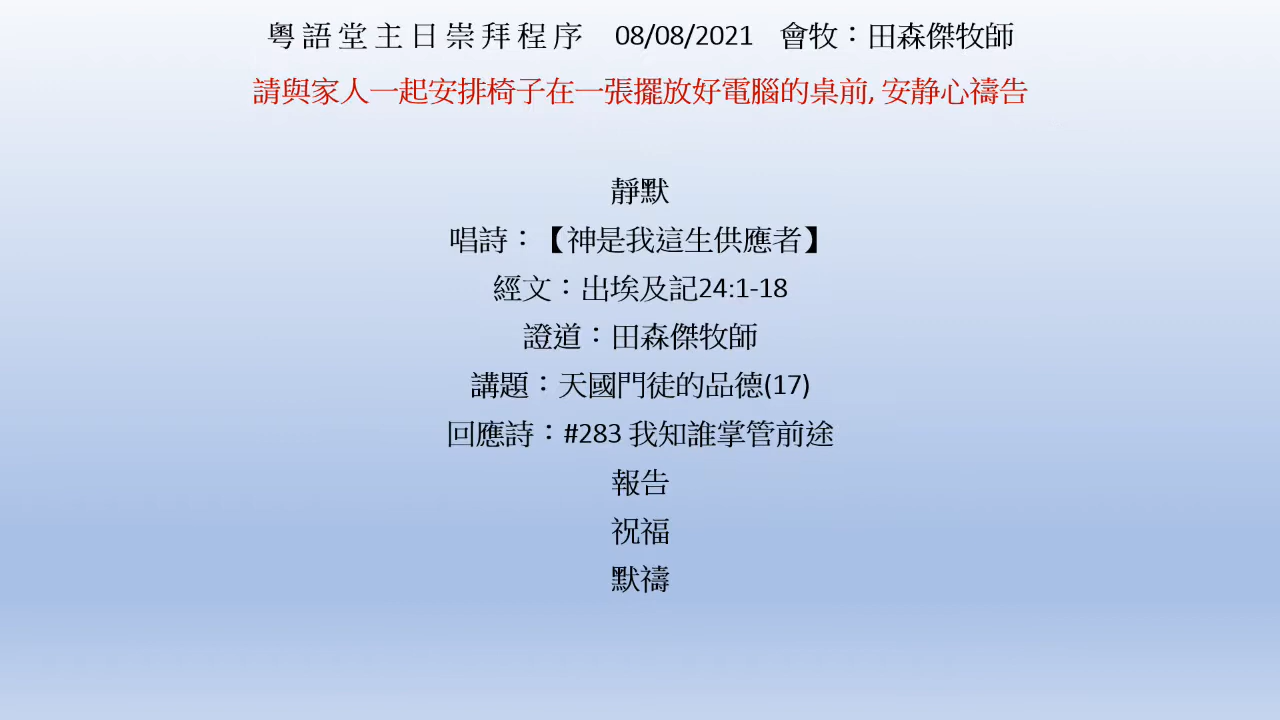 粵語堂主日崇拜程序 08/08/2021 會牧：田森傑牧師
請與家人一起安排椅子在一張擺放好電腦的桌前, 安静心禱告
靜默
唱詩：【神是我這生供應者】
經文：出埃及記24:1-18
證道：田森傑牧師
講題：天國門徒的品德(17)
回應詩：#283 我知誰掌管前途
報告
祝福
默禱